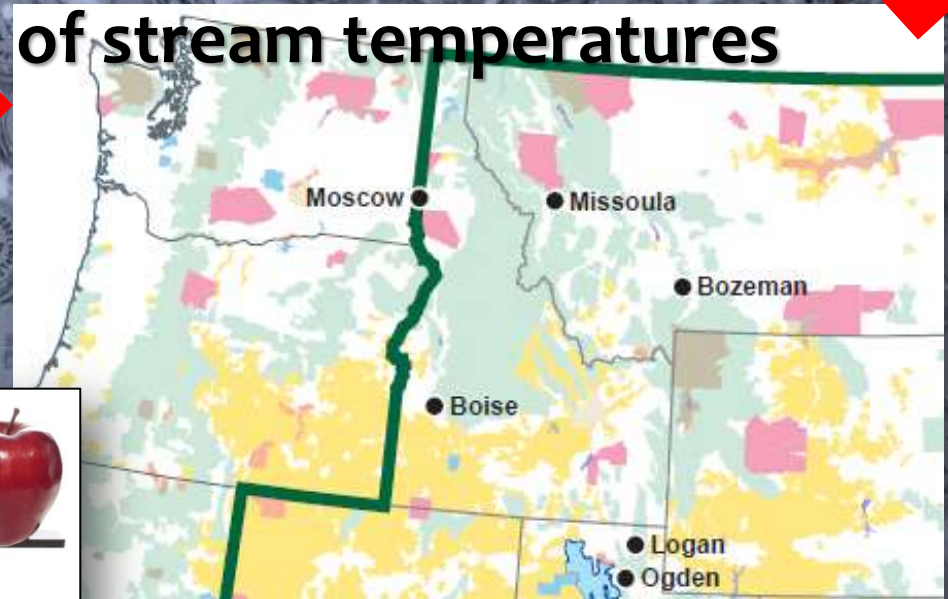 of stream temperatures
Moscow
Missoula
Bozeman
Boise
Logan
Ogden